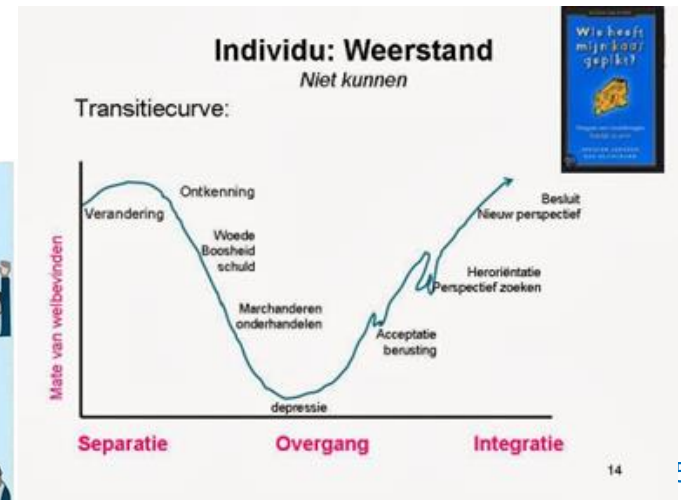 Individu: Weerstand
Niet kunnen
Wie heeft
mijn kaas
gepikt?
Transitiecurve:
Mate van welbevinden
Verandering
Ontkenning
Woede
Boosheid
schuld
Marchanderen
onderhandelen
depressie
Acceptatie
berusting
Heroriëntatie
Perspectief zoeken
Besluit
Nieuw perspectief
Separatie
Overgang
Integratie
14